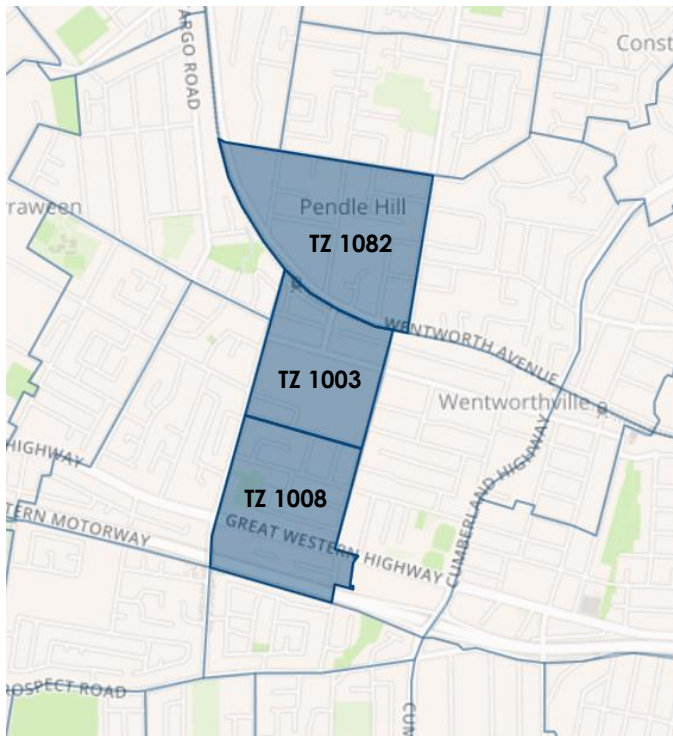 Const
ARGO ROAD
raween
Pendle Hill
TZ 1082
WENTWORTH AVENUE
TZ 1003
Wentworthville
HIGHWAY
CUMBERLAND HIGHWAY
TZ 1008
TERN MOTORWAY
GREAT WESTERN HIGHWAY
ROSPECT ROAD
CUN